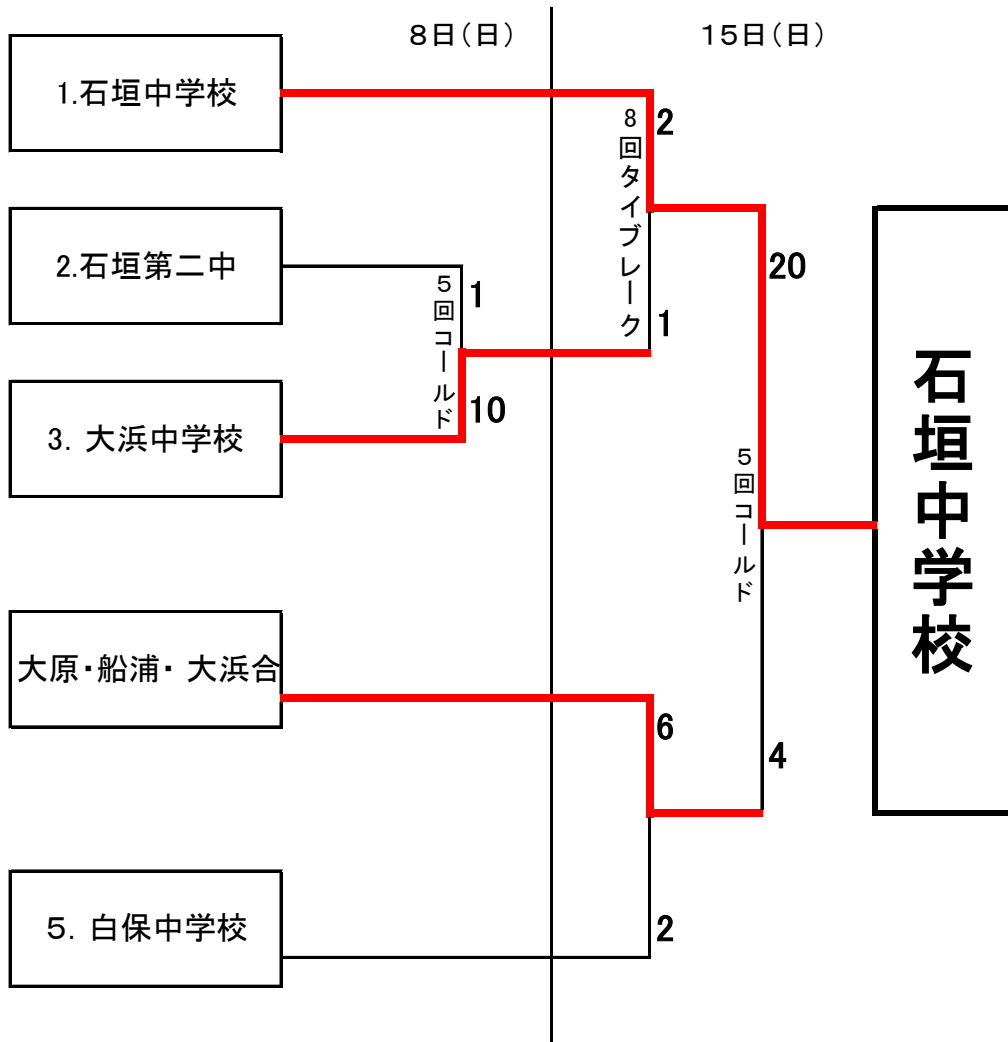 8日(日)
15日(日)
1.石垣中学校
2
8回タイブレーク
2.石垣第二中
20
1
5回コールド
1
石垣中学校
10
3. 大浜中学校
5回コールド
大原・船浦・大浜合
6
4
5. 白保中学校
2